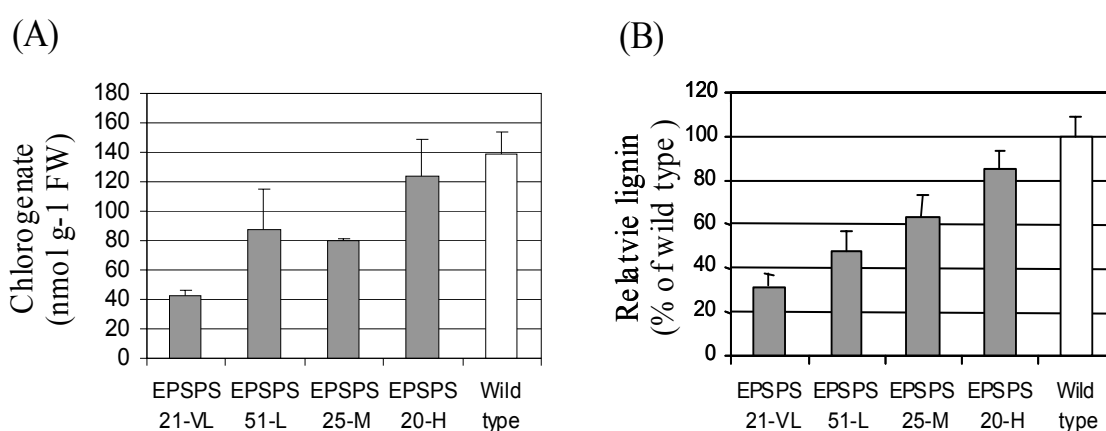 (A)
Chlorogenate
(nmol g-1 FW)
180
160
140
120
100
80
60
40
20
0
EPSPS EPSPS EPSPS EPSPS Wild
21-VL 51-L 25-M 20-H type
(B)
Relatvie lignin
(% of wild type)
120
100
80
60
40
20
0
EPSPS EPSPS EPSPS EPSPS Wild
21-VL 51-L 25-M 20-H type